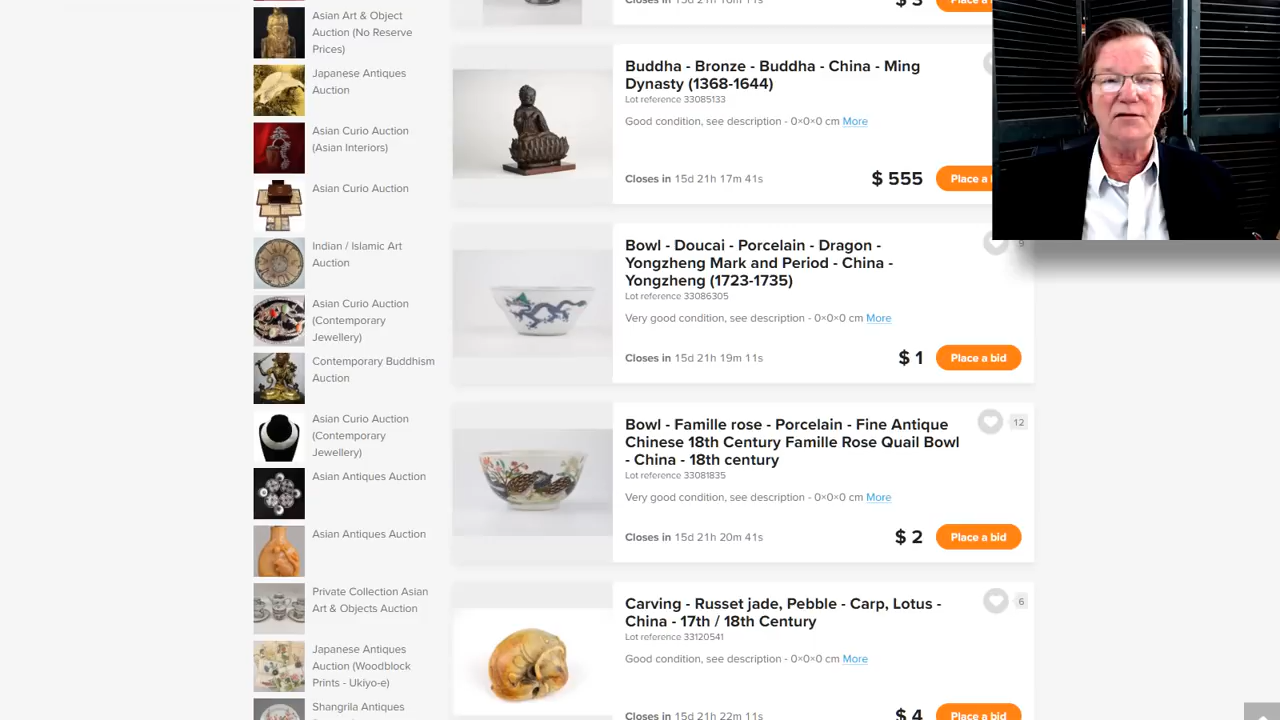 Asian Art & Object
Auction (No Reserve
Prices)
Japanese Antiques
Auction
Asian Curio Auction
(Asian Interiors)
Asian Curio Auction
Indian / Islamic Art
Auction
Asian Curio Auction
(Contemporary
Jewellery)
Contemporary Buddhism
Auction
Asian Curio Auction
(Contemporary
Jewellery)
Asian Antiques Auction
Asian Antiques Auction
Private Collection Asian
Art & Objects Auction
Japanese Antiques
Auction (Woodblock
Prints - Ukiyo-e)
Shangrila Antiques
$ 3
Buddha - Bronze - Buddha - China - Ming
Dynasty (1368-1644)
Lot reference 33085133
Good condition, see description - 0×0×0 cm More
Closes in 15d 21h 17m 41s
$ 555
Place a
Bowl - Doucai - Porcelain - Dragon -
Yongzheng Mark and Period - China -
Yongzheng (1723-1735)
9
Lot reference 33086305
Very good condition, see description - 0×0×0 cm More
Closes in 15d 21h 19m 11s
$ 1
Place a bid
Bowl - Famille rose - Porcelain - Fine Antique
Chinese 18th Century Famille Rose Quail Bowl
- China - 18th century
12
Lot reference
Very good condition, see description - 0×0×0 cm More
Closes in 15d 21h 20m 41s
$ 2
Place a bid
Carving - Russet jade, Pebble - Carp, Lotus -
China - 17th / 18th Century
6
Lot reference 33120541
Good condition, see description - 0×0×0 cm More
Closes in 15d 21h 22m 11s
$ 4
Place a bid